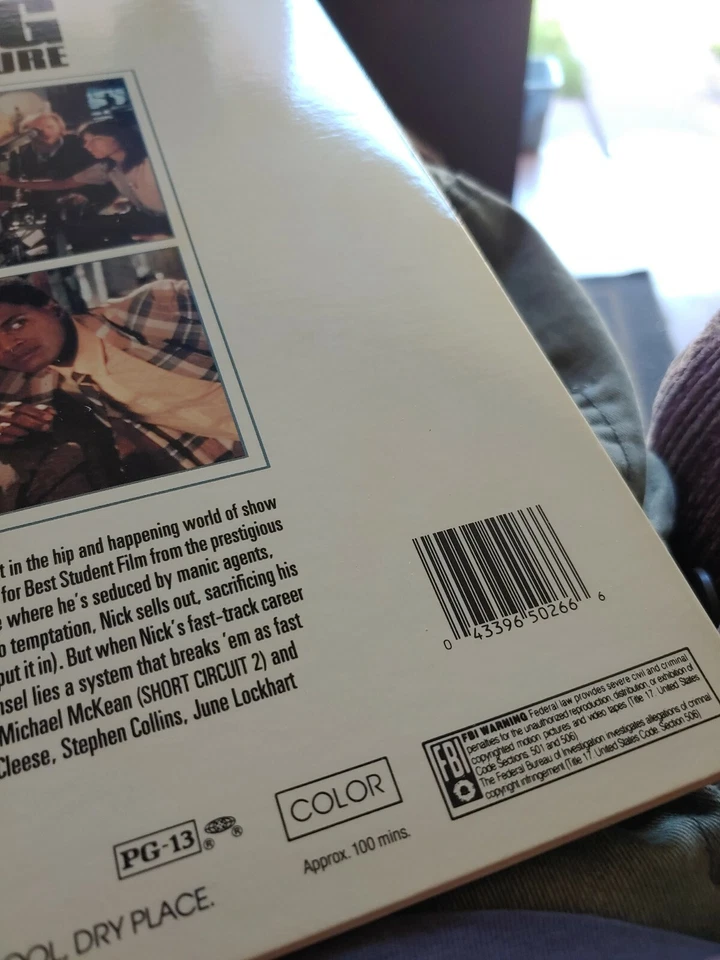 G
URE
t in the hip and happening world of show
for Best Student Film from the prestigious
where he's seduced by manic agents,
temptation, Nick sells out, sacrificing his
put it in). But when Nick's fast-track career
nsel lies a system that breaks 'em as fast
Michael McKean (SHORT CIRCUIT 2) and
Cleese, Stephen Collins, June Lockhart
0 43396 50266 6
FBI
FBI WARNING Federal law provides severe civil and criminal
penalties for the unauthorized reproduction, distribution, or exhibition of
copyrighted motion pictures and video tapes (Title 17, United States
Code Sections, 501 and 506)
The Federal Bureau of Investigation investigates allegations of criminal
copyright infringement (Title 17, United States Code Section 506)
PG-13 ® ®
COLOR
Approx. 100 mins.
OOL, DRY PLACE.